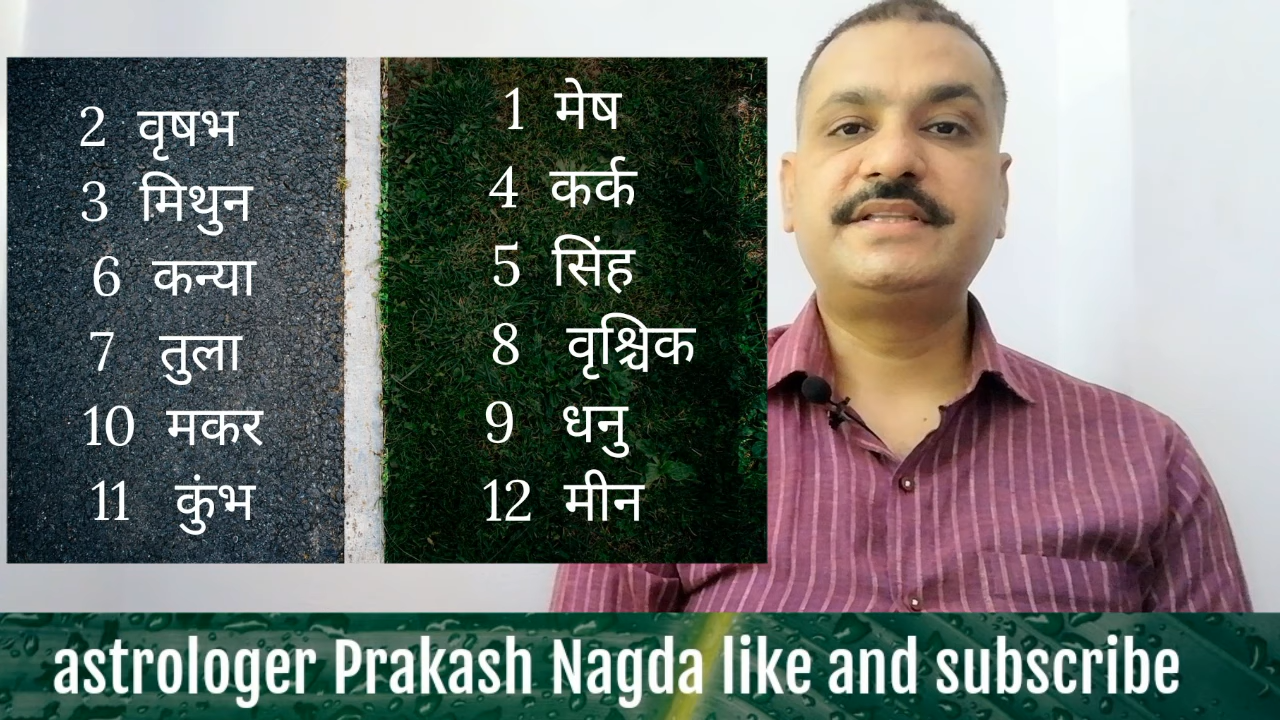 2 वृषभ
3 मिथुन
6 कन्या
7 तुला
10 मकर
11 कुंभ
1 मेष
4 कर्क
5 सिंह
8 वृश्चिक
9 धनु
12 मीन
astrologer Prakash Nagda like and subscribe